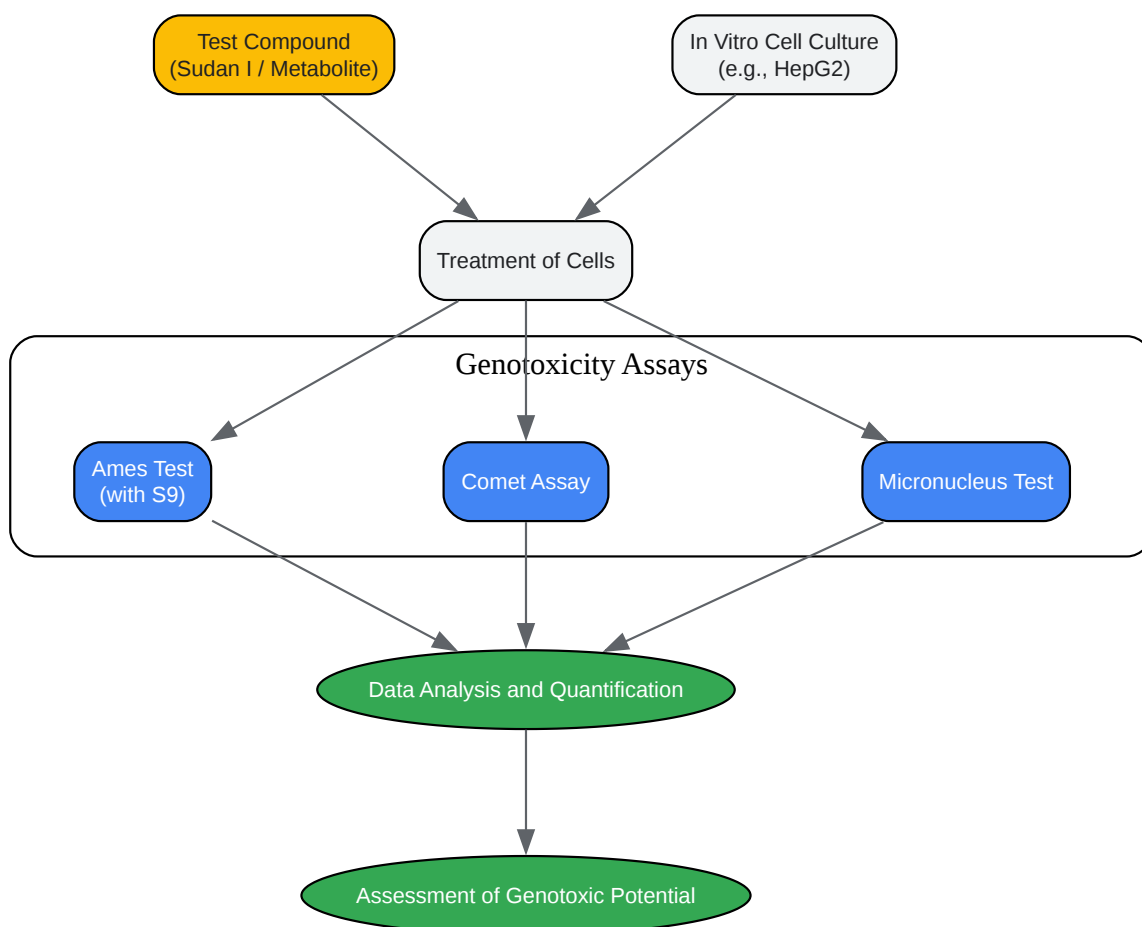 Test Compound
(Sudan I / Metabolite)
In Vitro Cell Culture
(e.g., HepG2)
Treatment of Cells
Genotoxicity Assays
Ames Test
(with S9)
Comet Assay
Micronucleus Test
Data Analysis and Quantification
Assessment of Genotoxic Potential